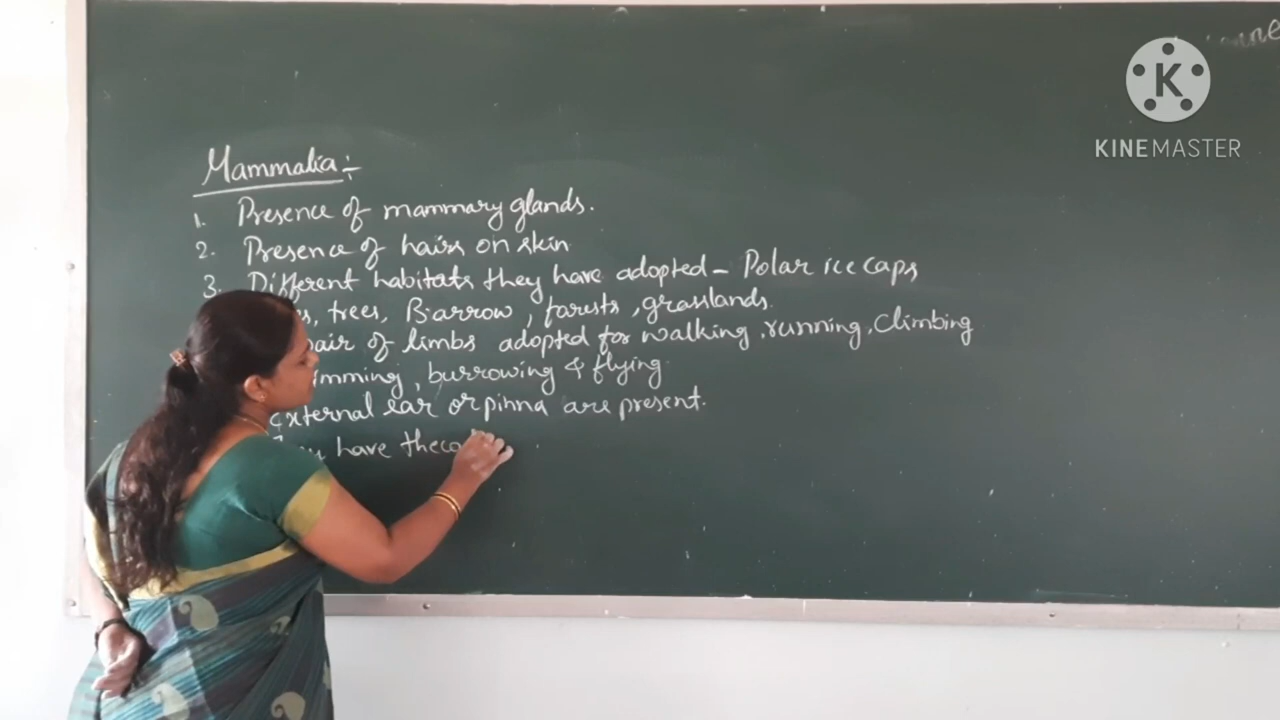 K
KINEMASTER
Mammalia :-
1. Presence of mammary glands.
2. Presence of hairs on skin
3. Different habitats they have adopted - Polar ice caps
trees, Barrow, forests, grasslands.
pair of limbs adopted for walking, running, Climbing
mming, burrowing & flying
External ear or pinna are present.
have theco